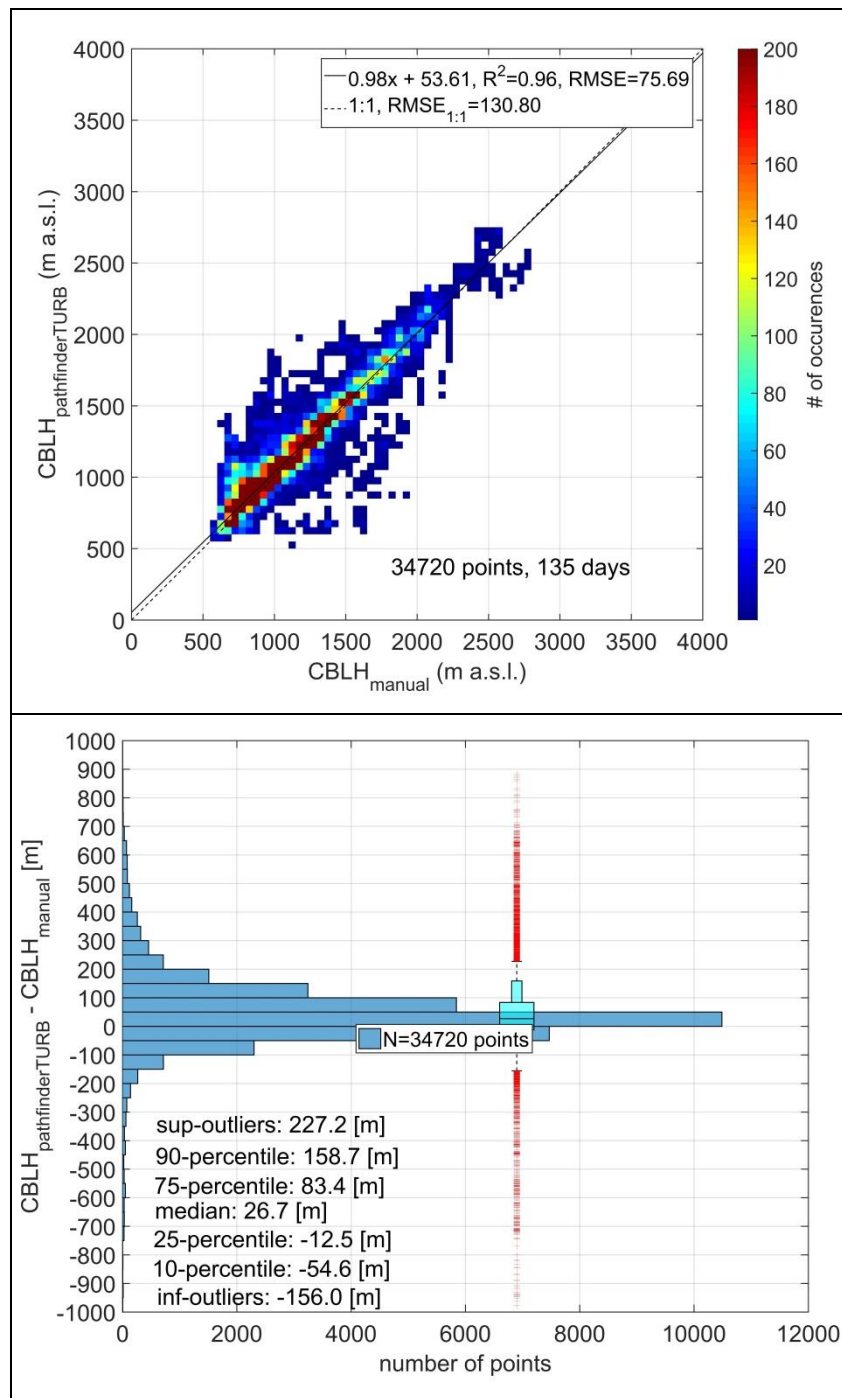 4000
3500
3000
2500
2000
1500
1000
500
0
CBLH_pathfinderTURB (m a.s.l.)
0.98x + 53.61, R²=0.96, RMSE=75.69
1:1, RMSE_1:1=130.80
34720 points, 135 days
0 500 1000 1500 2000 2500 3000 3500 4000
CBLH_manual (m a.s.l.)
200
180
160
140
120
100
80
60
40
20
# of occurences
1000
900
800
700
600
500
400
300
200
100
0
-100
-200
-300
-400
-500
-600
-700
-800
-900
-1000
CBLH_pathfinderTURB - CBLH_manual [m]
N=34720 points
sup-outliers: 227.2 [m]
90-percentile: 158.7 [m]
75-percentile: 83.4 [m]
median: 26.7 [m]
25-percentile: -12.5 [m]
10-percentile: -54.6 [m]
inf-outliers: -156.0 [m]
0 2000 4000 6000 8000 10000 12000
number of points